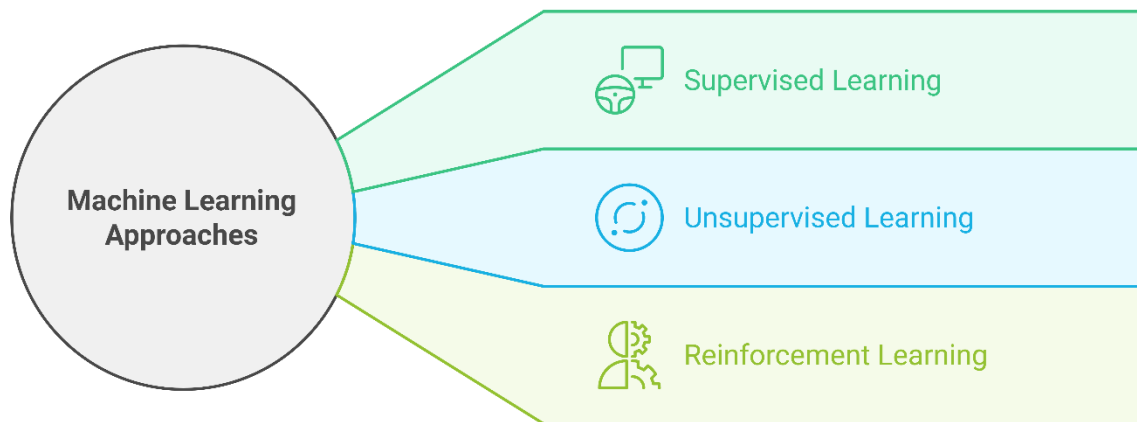 Machine Learning
Approaches
Supervised Learning
Unsupervised Learning
Reinforcement Learning